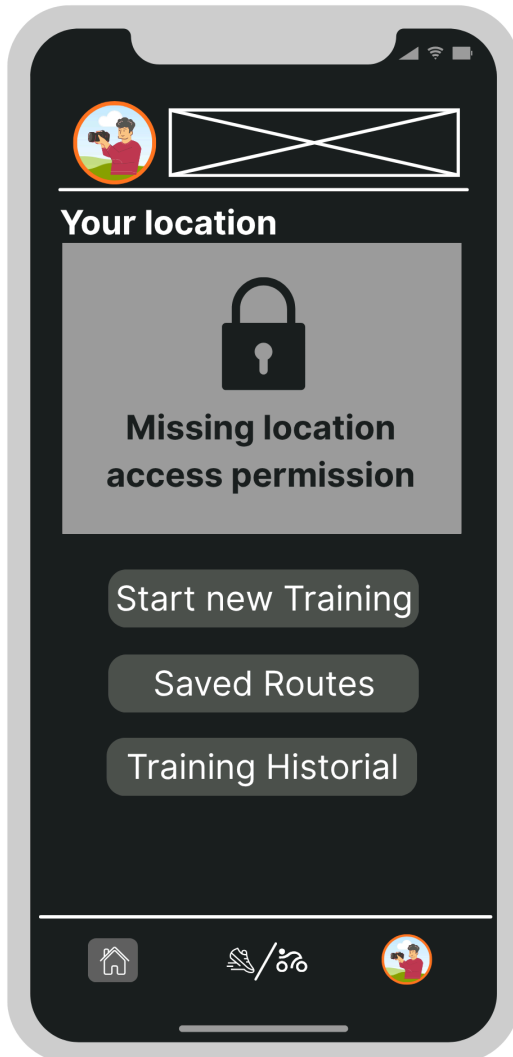 Your location
Missing location
access permission
Start new Training
Saved Routes
Training Historial